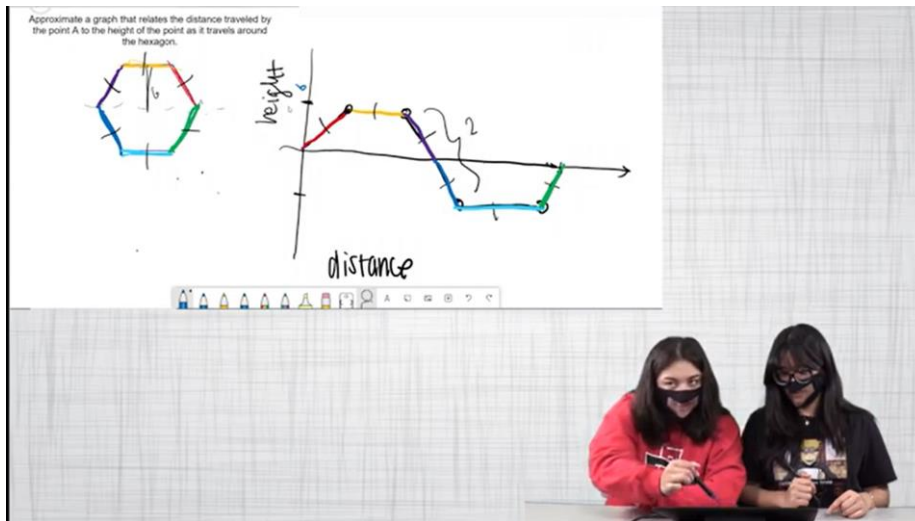 Approximate a graph that relates the distance traveled by
the point A to the height of the point as it travels around
the hexagon.
6
height
6
2
distance
A